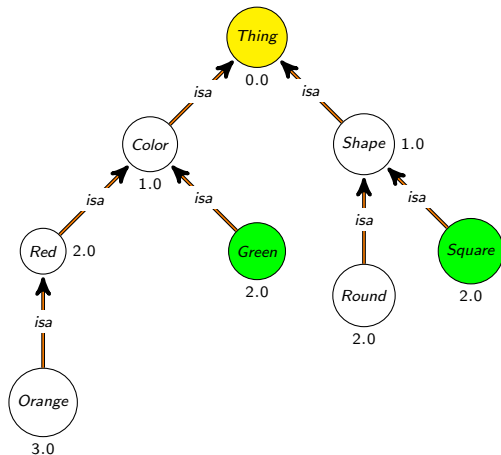 Thing
0.0
isa
isa
Color
1.0
Shape
1.0
isa
isa
isa
isa
Red
2.0
Green
2.0
Round
2.0
Square
2.0
isa
Orange
3.0